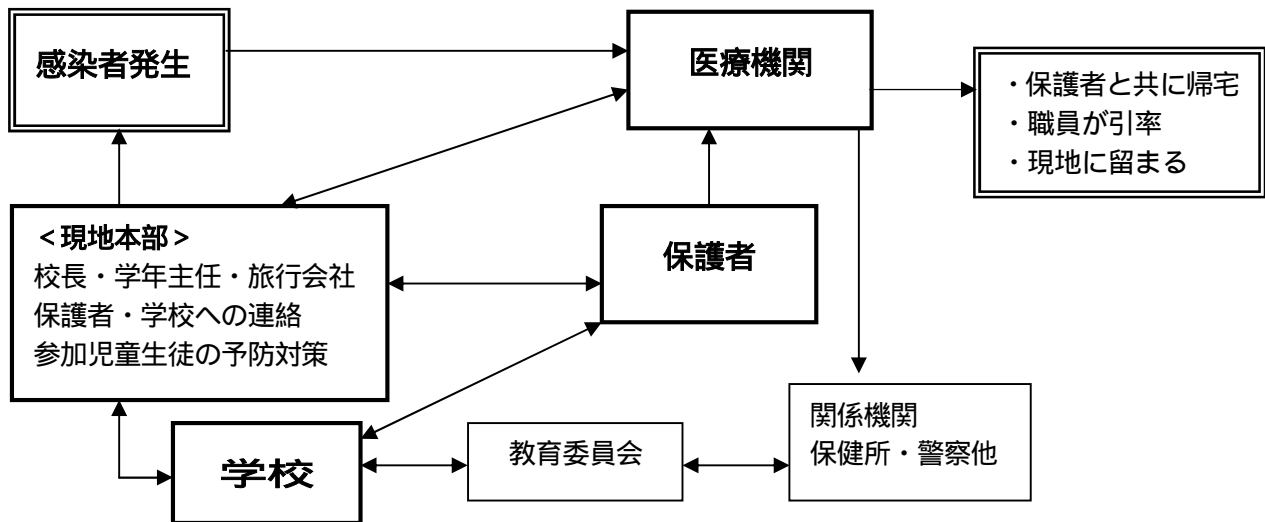 感染者発生
医療機関
・保護者と共に帰宅
・職員が引率
・現地に留まる
<現地本部>
校長・学年主任・旅行会社
保護者・学校への連絡
参加児童生徒の予防対策
保護者
学校
教育委員会
関係機関
保健所・警察他